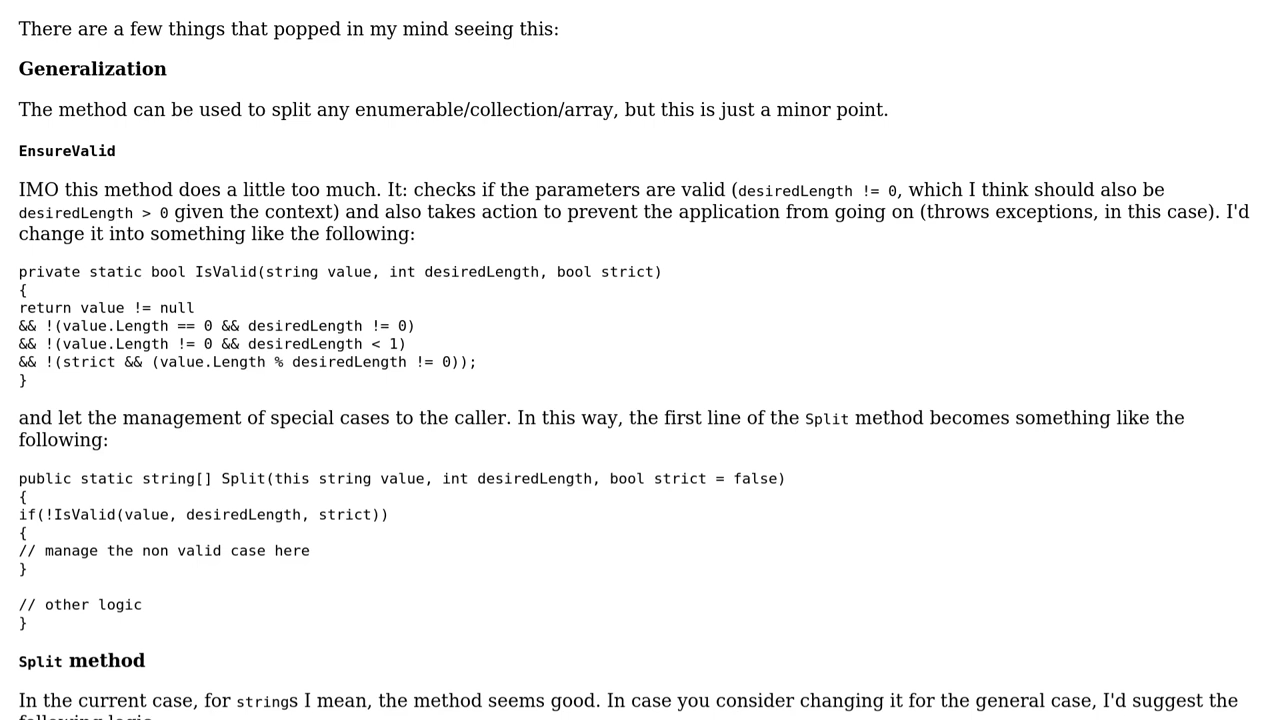 There are a few things that popped in my mind seeing this:
Generalization
The method can be used to split any enumerable/collection/array, but this is just a minor point.
EnsureValid
IMO this method does a little too much. It: checks if the parameters are valid (desiredLength != 0, which I think should also be
desiredLength > 0 given the context) and also takes action to prevent the application from going on (throws exceptions, in this case). I'd
change it into something like the following:
private static bool IsValid(string value, int desiredLength, bool strict)
{
return value != null
&& !(value.Length == 0 && desiredLength != 0)
&& !(value.Length != 0 && desiredLength < 1)
&& !(strict && (value.Length % desiredLength != 0));
}
and let the management of special cases to the caller. In this way, the first line of the Split method becomes something like the
following:
public static string[] Split(this string value, int desiredLength, bool strict = false)
{
if(!IsValid(value, desiredLength, strict))
{
// manage the non valid case here
}
// other logic
}
Split method
In the current case, for strings I mean, the method seems good. In case you consider changing it for the general case, I'd suggest the
following logic